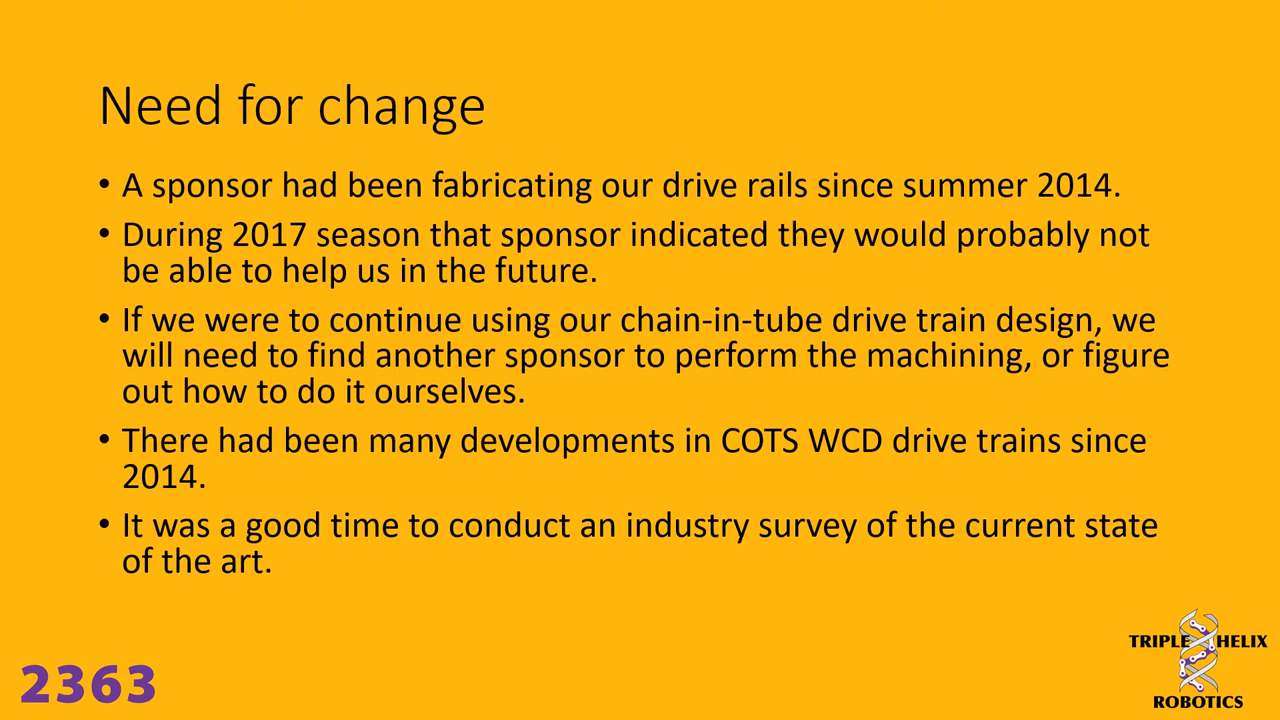 Need for change
• A sponsor had been fabricating our drive rails since summer 2014.
• During 2017 season that sponsor indicated they would probably not
be able to help us in the future.
• If we were to continue using our chain-in-tube drive train design, we
will need to find another sponsor to perform the machining, or figure
out how to do it ourselves.
• There had been many developments in COTS WCD drive trains since
2014.
• It was a good time to conduct an industry survey of the current state
of the art.
TRIPLE HELIX
ROBOTICS
2363